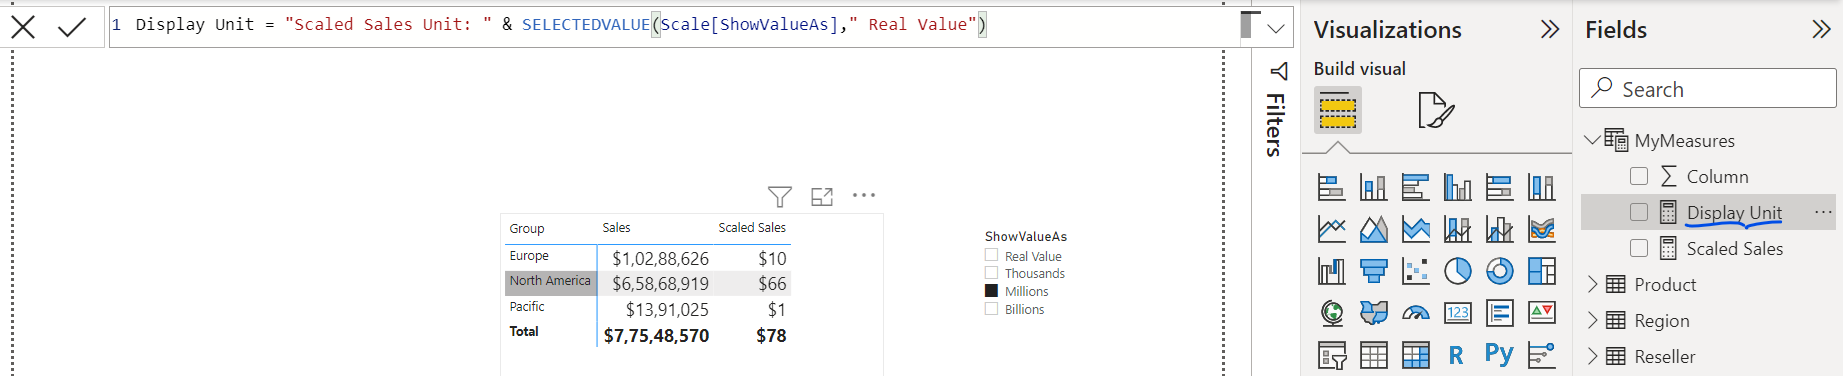 1 Display Unit = "Scaled Sales Unit: " & SELECTEDVALUE(Scale[ShowValueAs]," Real Value")
Group Sales Scaled Sales
Europe $1,02,88,626 $10
North America $6,58,68,919 $66
Pacific $13,91,025 $1
Total $7,75,48,570 $78
ShowValueAs
Real Value
Thousands
Millions
Billions
Filters
Visualizations
Build visual
123
R Py
Fields
Search
MyMeasures
Column
Display Unit
Scaled Sales
Product
Region
Reseller